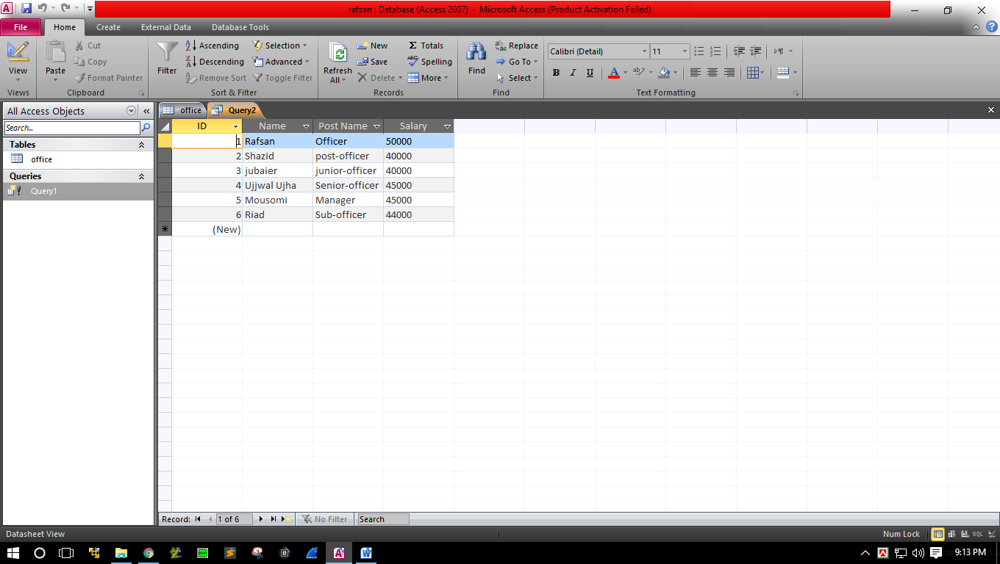 rafsan : Database (Access 2007) - Microsoft Access (Product Activation Failed)
File Home Create External Data Database Tools
View
Views
Paste
Cut
Copy
Format Painter
Clipboard
Filter
Ascending
Descending
Remove Sort
Selection
Advanced
Toggle Filter
Sort & Filter
Refresh
All
New
Save
Delete
Totals
Spelling
More
Records
Find
Replace
Go To
Select
Find
Calibri (Detail) 11
B I U A ab
Text Formatting
All Access Objects
Search...
Tables
office
Queries
Query1
office Query2
ID Name Post Name Salary
1 Rafsan Officer 50000
2 Shazid post-officer 40000
3 jubaier junior-officer 40000
4 Ujjwal Ujha Senior-officer 45000
5 Mousomi Manager 45000
6 Riad Sub-officer 44000
(New)
Record: 1 of 6 No Filter Search
Datasheet View Num Lock SQL
9:13 PM